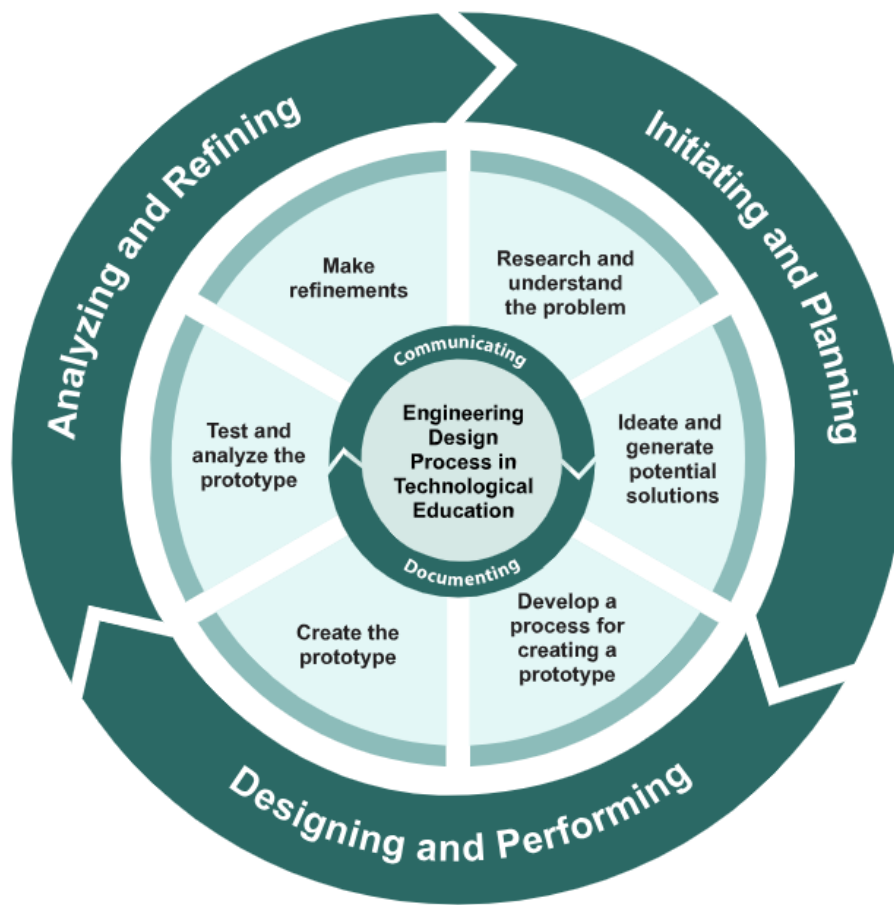 Analyzing and Refining
Initiating and Planning
Designing and Performing
Research and
understand
the problem
Ideate and
generate
potential
solutions
Develop a
process for
creating a
prototype
Create the
prototype
Test and
analyze the
prototype
Make
refinements
Communicating
Engineering
Design
Process in
Technological
Education
Documenting